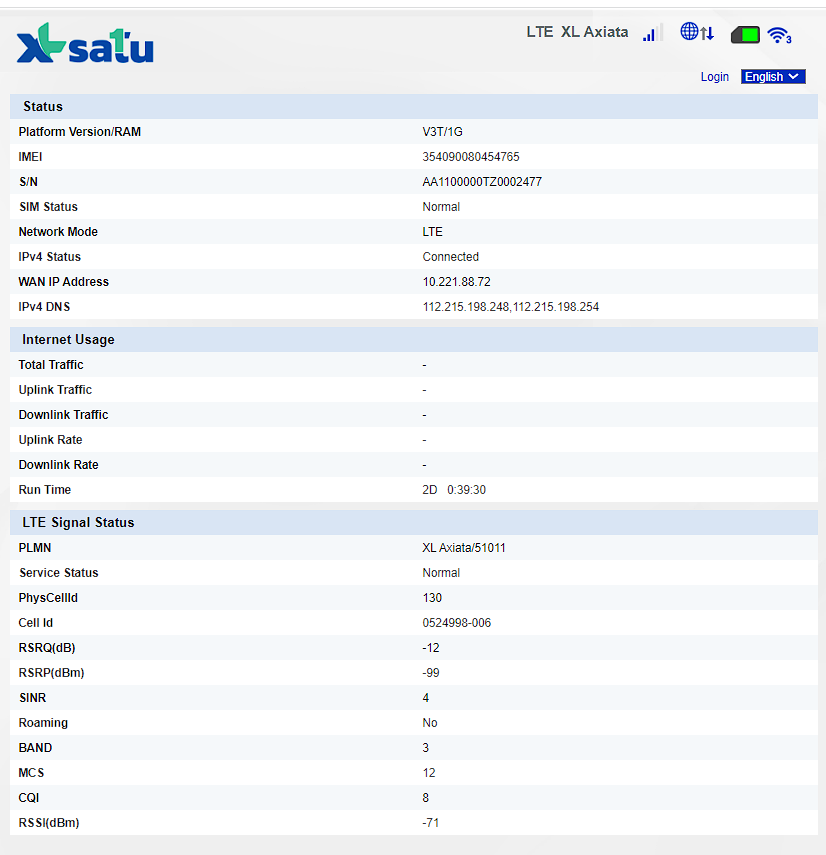 XL satu
LTE XL Axiata
3
Login English
Status
Platform Version/RAM V3T/1G
IMEI 354090080454765
S/N AA1100000TZ0002477
SIM Status Normal
Network Mode LTE
IPv4 Status Connected
WAN IP Address 10.221.88.72
IPv4 DNS 112.215.198.248,112.215.198.254
Internet Usage
Total Traffic -
Uplink Traffic -
Downlink Traffic -
Uplink Rate -
Downlink Rate -
Run Time 2D 0:39:30
LTE Signal Status
PLMN XL Axiata/51011
Service Status Normal
PhysCellId 130
Cell Id 0524998-006
RSRQ(dB) -12
RSRP(dBm) -99
SINR 4
Roaming No
BAND 3
MCS 12
CQI 8
RSSI(dBm) -71